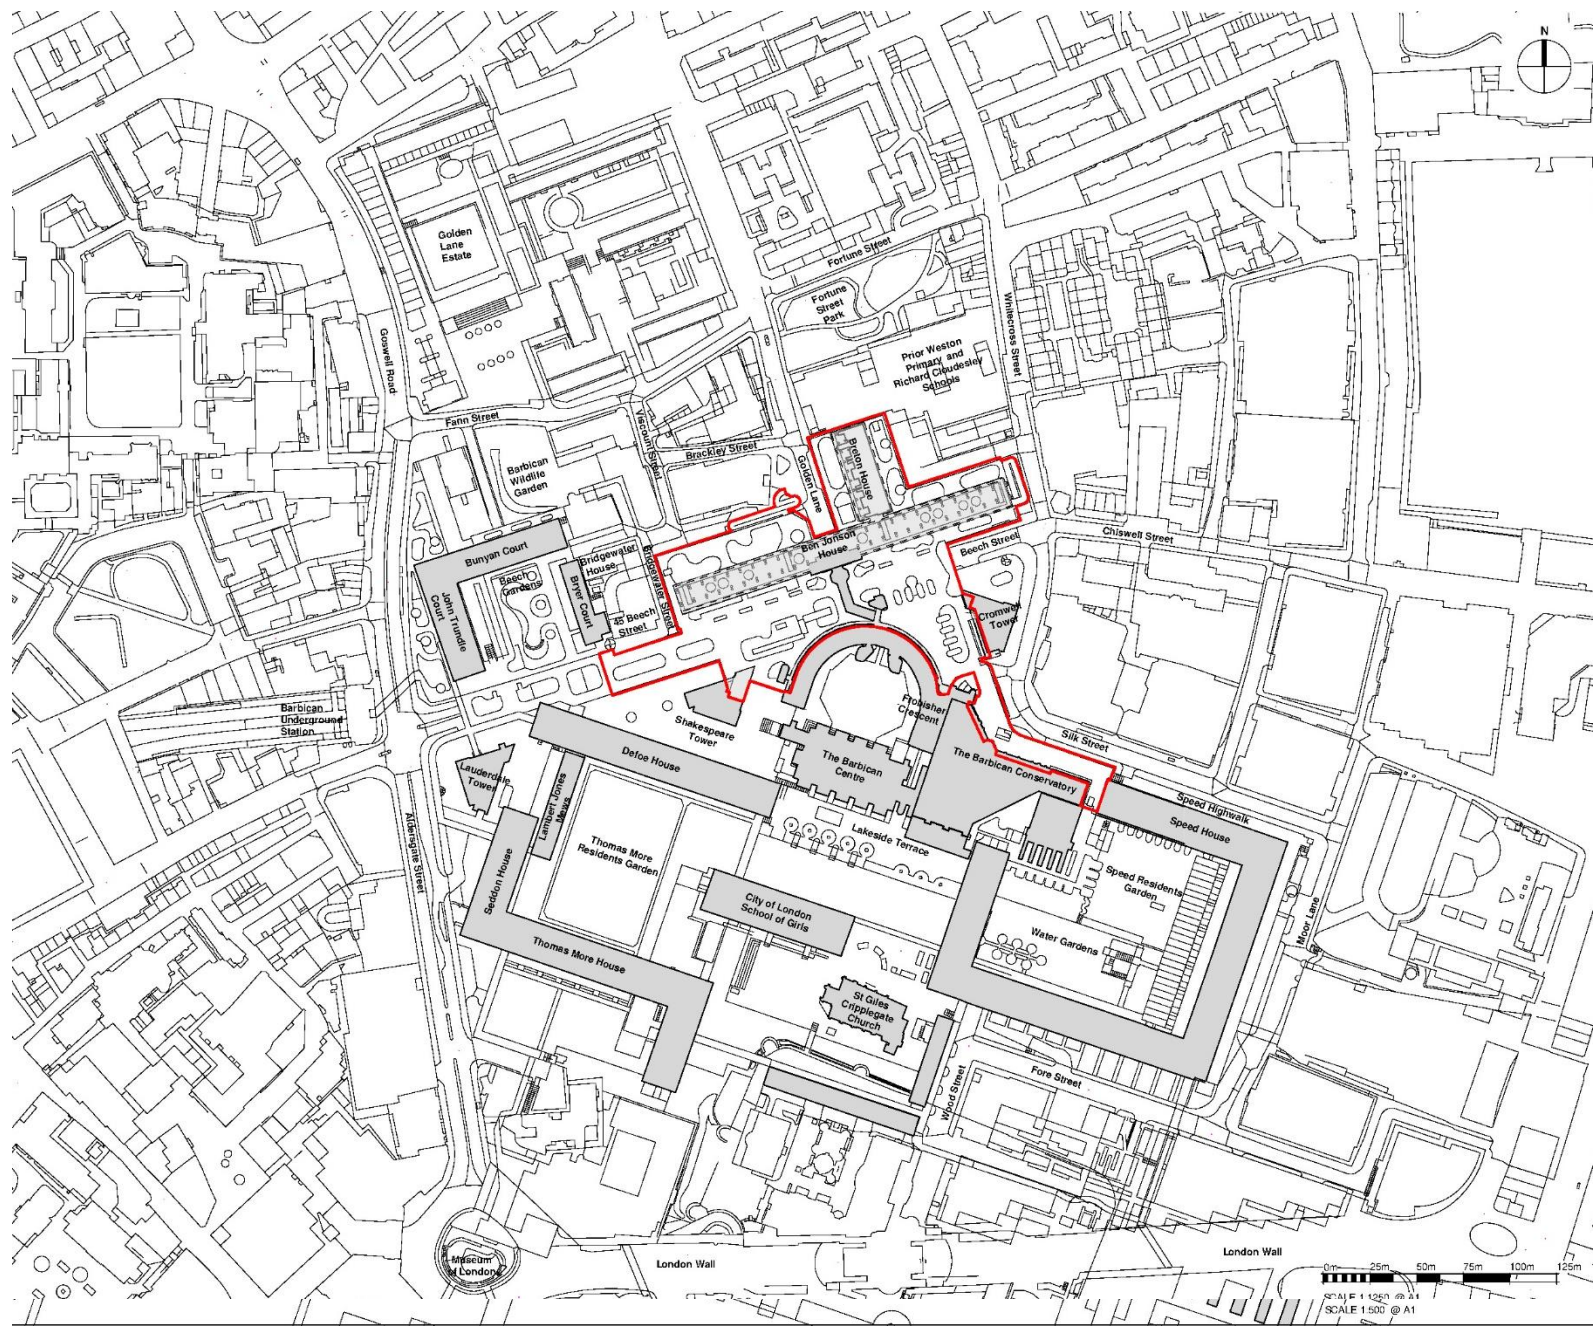 N
Golden
Lane
Estate
Fortune Street
Fortune
Street
Park
Whitecross Street
Goswell Road
Prior Weston
Primary and
Richard Cloudesley
Schools
Fann Street
Viscount Street
Brackley Street
Golden Lane
Breton House
Barbican
Wildlife
Garden
Chiswell Street
Beech Street
Ben Jonson
House
Bunyan Court
Bridgewater
House
Bridgewater Street
Beech
Gardens
Bryer Court
John Trundle
Court
45 Beech
Street
Cromwell
Tower
Barbican
Underground
Station
Shakespeare
Tower
Frobisher
Crescent
Silk Street
Defoe House
The Barbican
Centre
The Barbican Conservatory
Lauderdale
Tower
Lambert Jones
Mews
Speed Highwalk
Speed House
Aldersgate Street
Thomas More
Residents Garden
Lakeside Terrace
Seddon House
Speed Residents
Garden
City of London
School of Girls
Moor Lane
Water Gardens
Thomas More House
St Giles
Cripplegate
Church
Fore Street
Wood Street
Museum
of London
London Wall
London Wall
0m 25m 50m 75m 100m 125m
SCALE 1:1250 @ A1
SCALE 1:500 @ A1